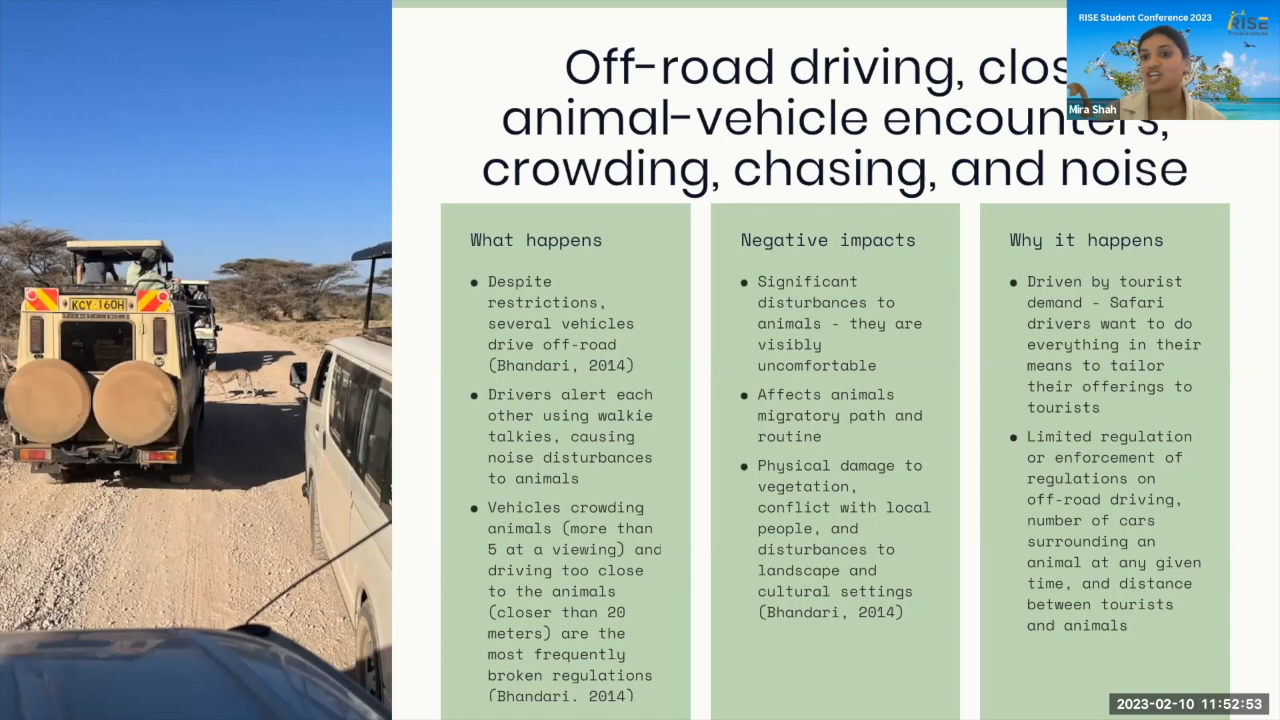 RISE Student Conference 2023
RISE
Travel Institute
Mira Shah
Off-road driving, clos
animal-vehicle encounters,
crowding, chasing, and noise
KCY 160H
What happens
• Despite
restrictions,
several vehicles
drive off-road
(Bhandari, 2014)
• Drivers alert each
other using walkie
talkies, causing
noise disturbances
to animals
• Vehicles crowding
animals (more than
5 at a viewing) and
driving too close
to the animals
(closer than 20
meters) are the
most frequently
broken regulations
(Bhandari, 2014)
Negative impacts
• Significant
disturbances to
animals - they are
visibly
uncomfortable
• Affects animals
migratory path and
routine
• Physical damage to
vegetation,
conflict with local
people, and
disturbances to
landscape and
cultural settings
(Bhandari, 2014)
Why it happens
• Driven by tourist
demand - Safari
drivers want to do
everything in their
means to tailor
their offerings to
tourists
• Limited regulation
or enforcement of
regulations on
off-road driving,
number of cars
surrounding an
animal at any given
time, and distance
between tourists
and animals
2023-02-10 11:52:53